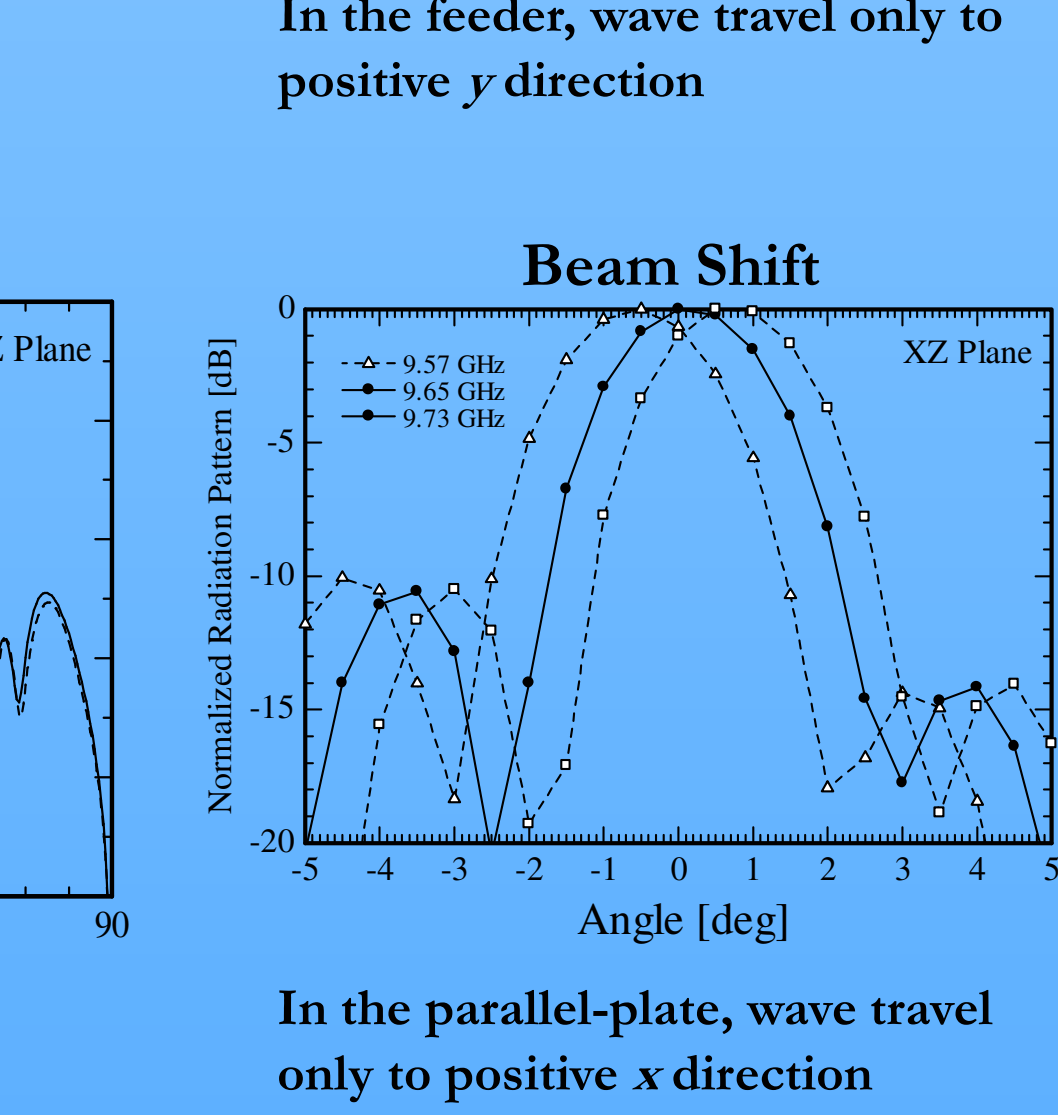 In the feeder, wave travel only to
positive y direction
Beam Shift
Z Plane
90
Normalized Radiation Pattern [dB]
0
-5
-10
-15
-20
9.57 GHz
9.65 GHz
9.73 GHz
XZ Plane
-5 -4 -3 -2 -1 0 1 2 3 4 5
Angle [deg]
In the parallel-plate, wave travel
only to positive x direction